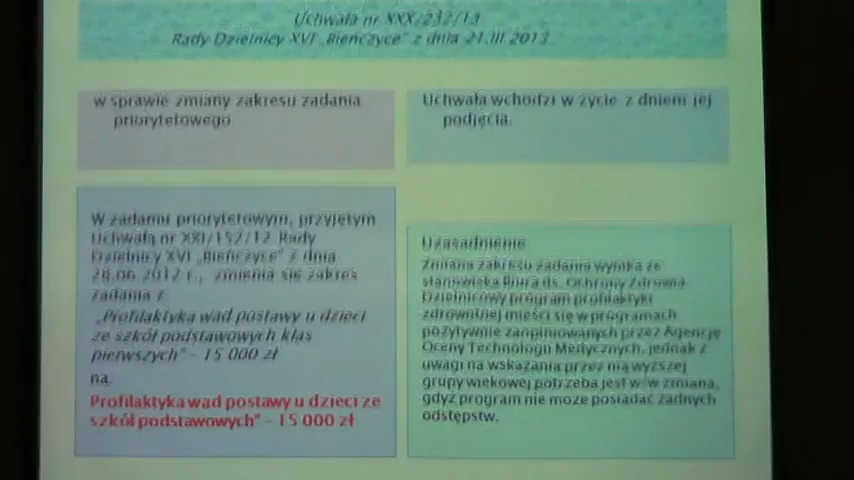 Uchwała nr XXX/232/13
Rady Dzielnicy XVI „Bieńczyce" z dnia 21.III.2013
w sprawie zmiany zakresu zadania
priorytetowego
Uchwała wchodzi w życie z dniem jej
podjęcia.
W zadaniu priorytetowym, przyjętym
Uchwałą nr XXI/152/12 Rady
Dzielnicy XVI „Bieńczyce" z dnia
28.06.2012 r., zmienia się zakres
zadania z
„Profilaktyka wad postawy u dzieci
ze szkół podstawowych klas
pierwszych" – 15 000 zł
na
Profilaktyka wad postawy u dzieci ze
szkół podstawowych" – 15 000 zł
Uzasadnienie
Zmiana zakresu zadania wynika ze
stanowiska Biura ds. Ochrony Zdrowia.
Dzielnicowy program profilaktyki
zdrowotnej mieści się w programach
pozytywnie zaopiniowanych przez Agencję
Oceny Technologii Medycznych, jednak z
uwagi na wskazania przez nią wyższej
grupy wiekowej potrzeba jest w/w zmiana,
gdyż program nie może posiadać żadnych
odstępstw.